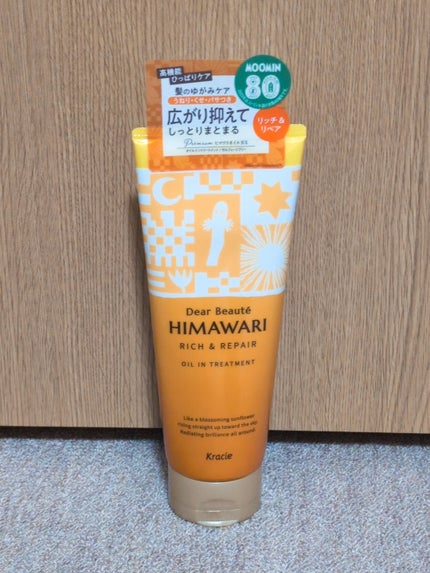 高機能
ひっぱりケア
髪のゆがみケア
うねり・くせ・パサつき
広がり抑えて
しっとりまとまる
MOOMIN
80
リッチ &
リペア
Dear Beauté
HIMAWARI
RICH & REPAIR
OIL IN TREATMENT
Like a blossoming sunflower
rising straight up toward the sky.
Radiating brilliance all around.
Kracie